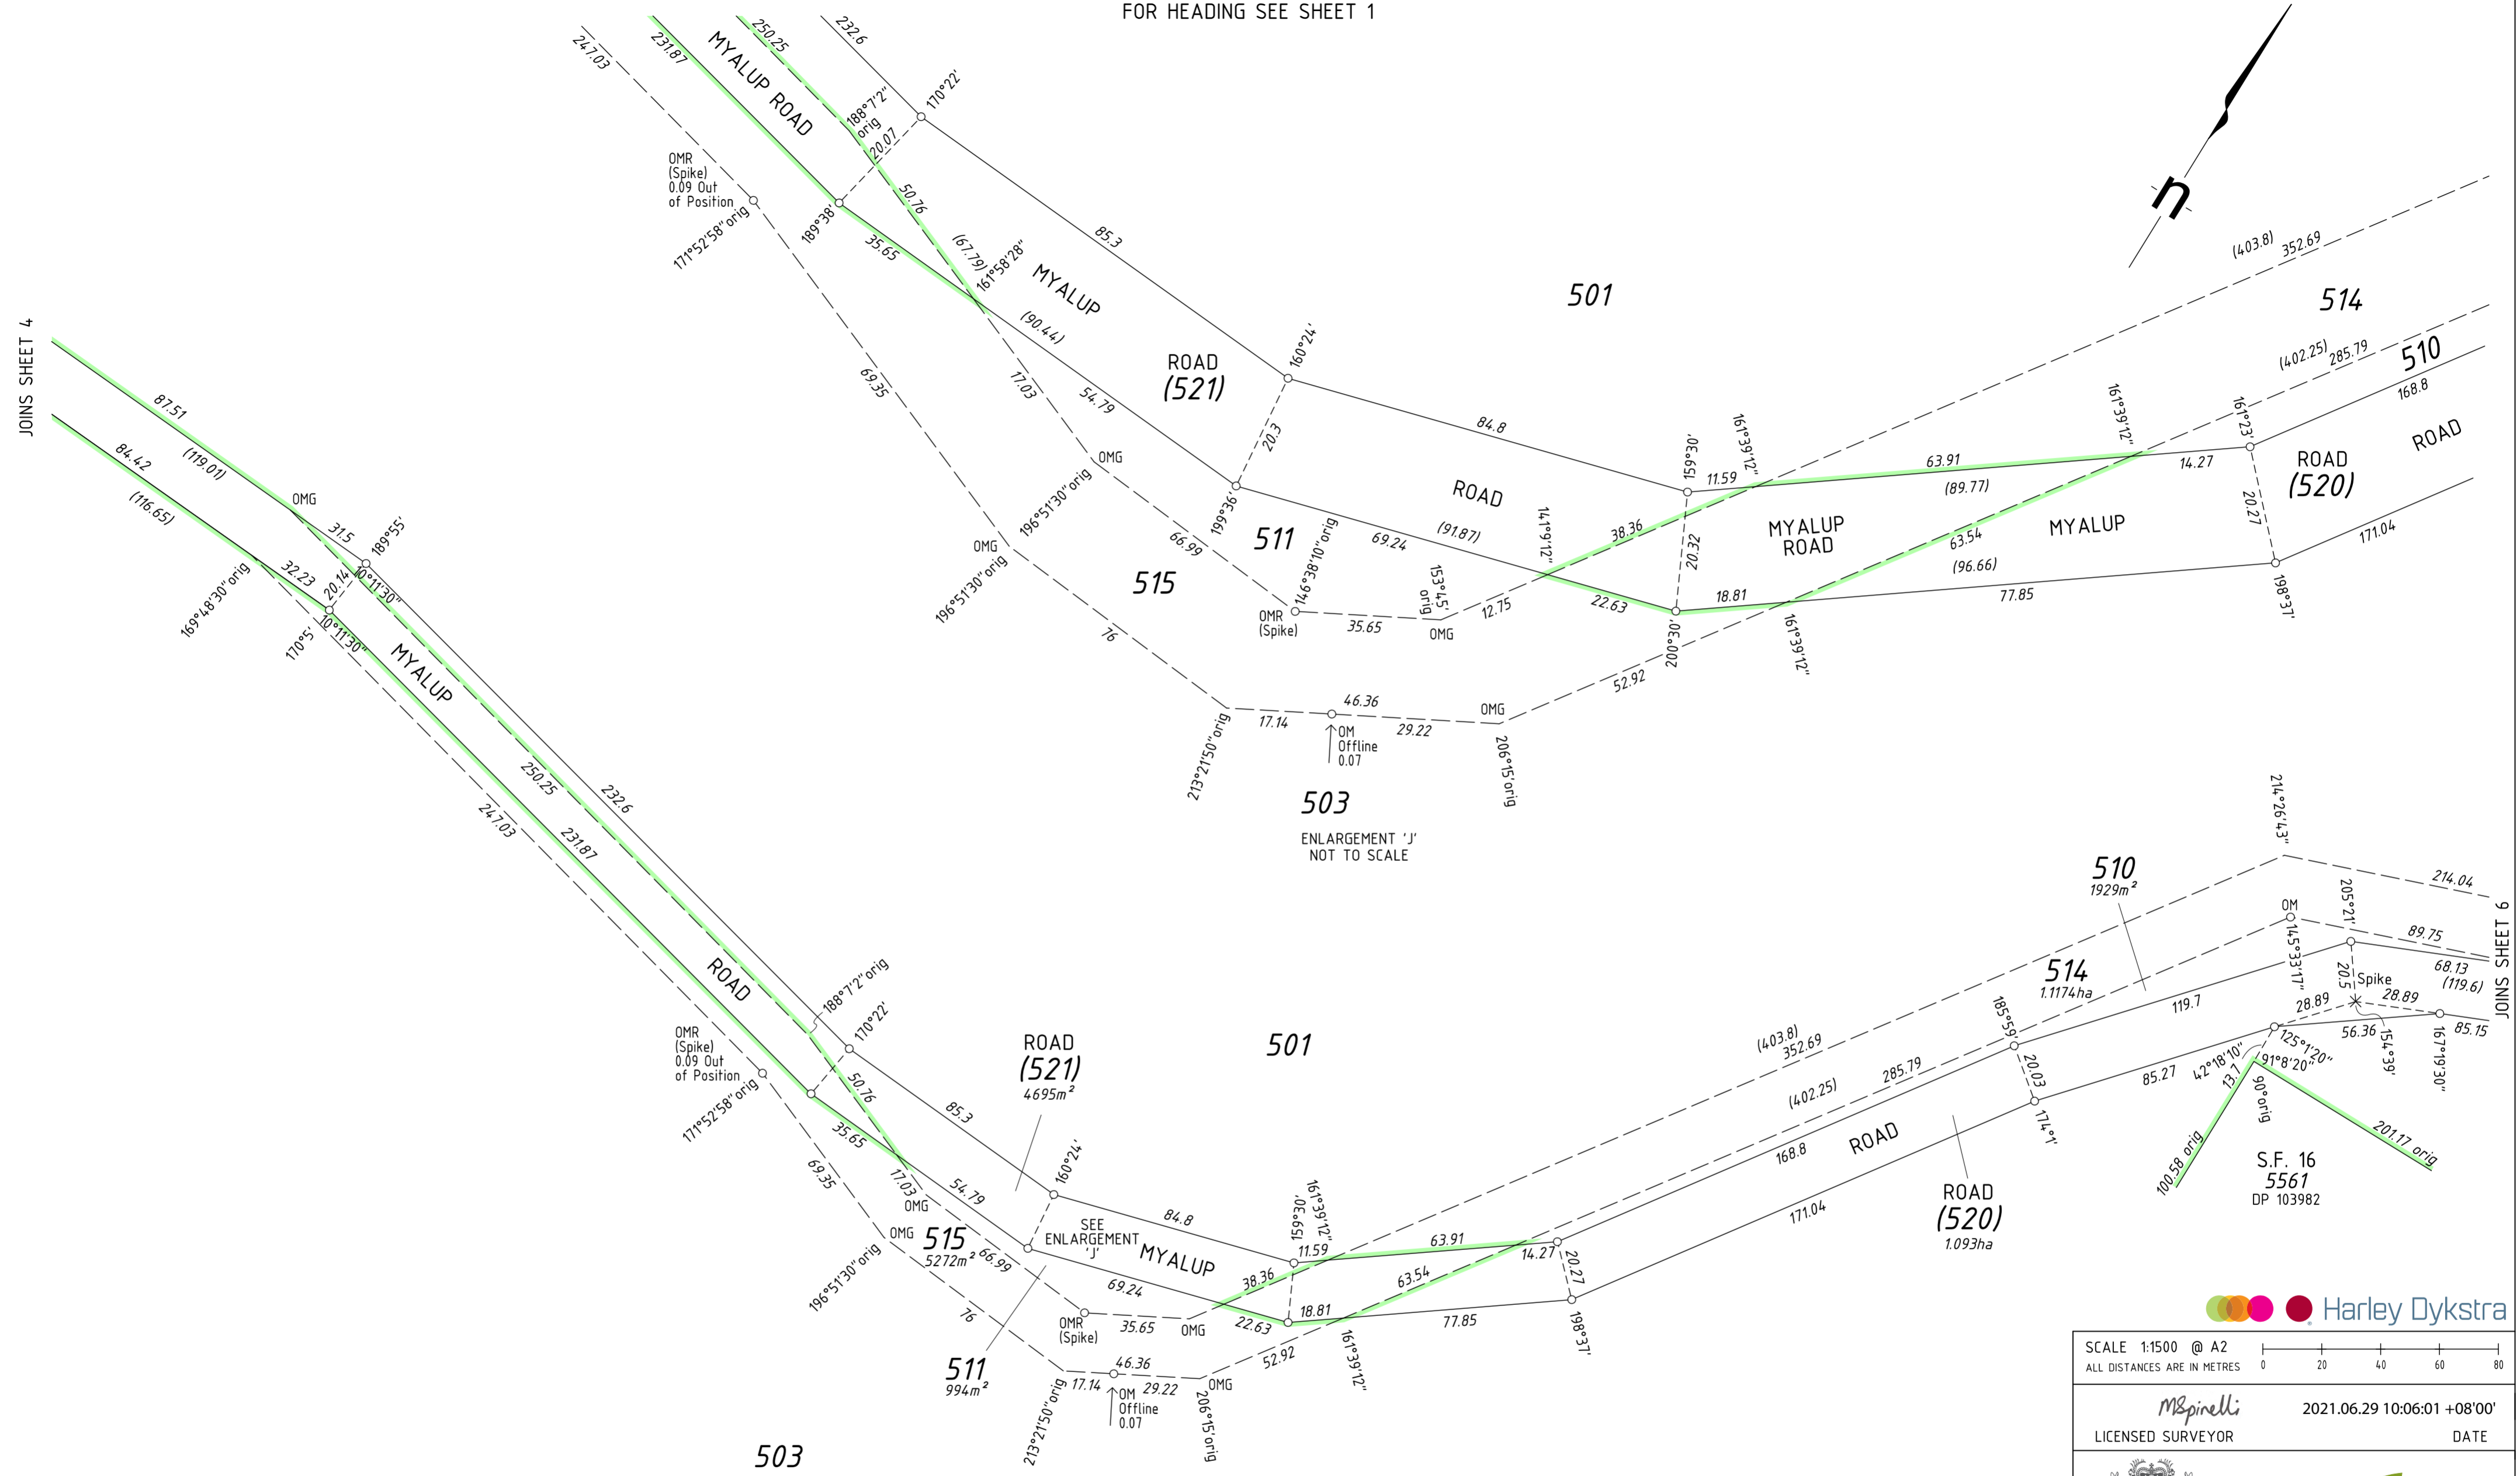 FOR HEADING SEE SHEET 1
247.03
231.87
MYALUP ROAD
250.25
232.6
188°7'2"
orig
20.07
170°22'
OMR
(Spike)
0.09 Out
of Position
171°52'58"orig
189°38'
35.65
50.76
(67.79)
161°58'28"
MYALUP
85.3
(90.44)
ROAD
(521)
160°24'
501
(403.8)
352.69
514
(402.25)
285.79
510
168.8
ROAD
n
JOINS SHEET 4
87.51
(119.01)
84.42
(116.65)
OMG
31.5
189°55'
32.23
20.14
10°11'30"
169°48'30"orig
170°5'
10°11'30"
MYALUP
69.35
17.03
54.79
20.3
84.8
OMG
196°51'30"orig
199°36'
ROAD
159°30'
161°39'12"
11.59
63.91
(89.77)
161°39'12"
14.27
161°23'
ROAD
(520)
20.27
171.04
198°37'
OMG
196°51'30"orig
66.99
511
146°38'10"orig
69.24
(91.87)
141°9'12"
38.36
20.32
MYALUP
ROAD
63.54
MYALUP
(96.66)
515
153°45'
orig
12.75
22.63
18.81
77.85
OMR
(Spike)
35.65
OMG
200°30'
161°39'12"
76
52.92
213°21'50"orig
17.14
46.36
OM
Offline
0.07
29.22
OMG
206°15'orig
503
ENLARGEMENT 'J'
NOT TO SCALE
247.03
250.25
232.6
231.87
ROAD
188°7'2"orig
170°22'
OMR
(Spike)
0.09 Out
of Position
171°52'58"orig
50.76
35.65
85.3
ROAD
(521)
4695m²
501
160°24'
69.35
17.03
OMG
54.79
OMG
196°51'30"orig
515
5272m²
66.99
SEE
ENLARGEMENT
'J'
MYALUP
84.8
159°30'
161°39'12"
11.59
63.91
14.27
20.27
69.24
38.36
63.54
18.81
77.85
198°37'
76
OMR
(Spike)
35.65
OMG
22.63
52.92
161°39'12"
511
994m²
213°21'50"orig
17.14
46.36
OM
Offline
0.07
29.22
OMG
206°15'orig
503
214°26'43"
214.04
510
1929m²
OM
145°33'17"
205°21'
89.75
68.13
(119.6)
JOINS SHEET 6
514
1.1174ha
20.5
Spike
28.89
28.89
119.7
56.36
85.15
154°39'
167°19'30"
(403.8)
352.69
(402.25)
285.79
185°59'
20.03
174°1'
85.27
42°18'10"
125°1'20"
91°8'20"
13.7
90°orig
100.58 orig
201.17 orig
S.F. 16
5561
DP 103982
168.8
ROAD
171.04
ROAD
(520)
1.093ha
Harley Dykstra
SCALE 1:1500 @ A2
ALL DISTANCES ARE IN METRES
0 20 40 60 80
MSpinelli
2021.06.29 10:06:01 +08'00'
LICENSED SURVEYOR DATE